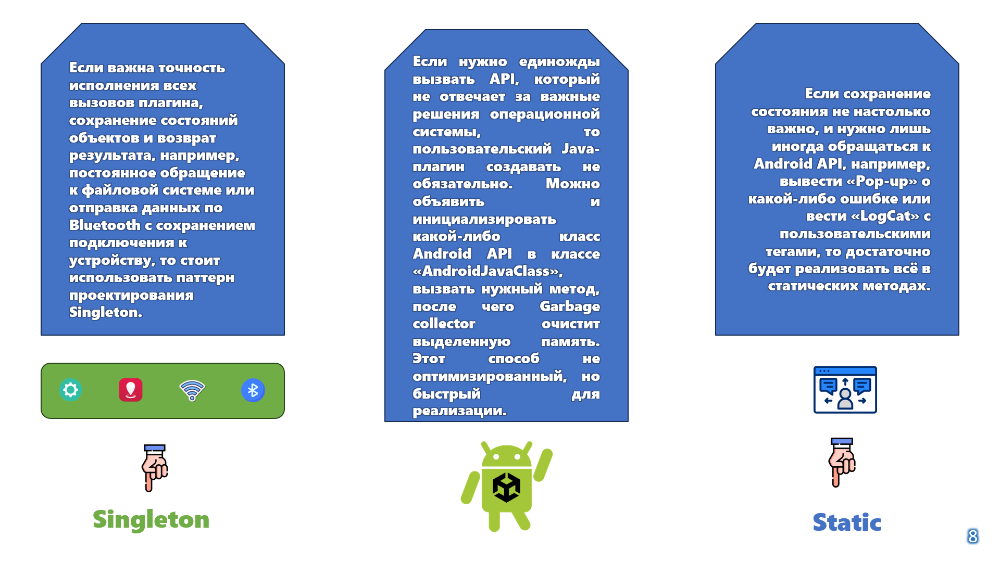 Если важна точность
исполнения всех
вызовов плагина,
сохранение состояний
объектов и возврат
результата, например,
постоянное обращение
к файловой системе или
отправка данных по
Bluetooth с сохранением
подключения к
устройству, то стоит
использовать паттерн
проектирования
Singleton.
Singleton
Если нужно единожды
вызвать API, который
не отвечает за важные
решения операционной
системы, то
пользовательский Java-
плагин создавать не
обязательно. Можно
объявить и
инициализировать
какой-либо класс
Android API в классе
«AndroidJavaClass»,
вызвать нужный метод,
после чего Garbage
collector очистит
выделенную память.
Этот способ не
оптимизированный, но
быстрый для
реализации.
Если сохранение
состояния не настолько
важно, и нужно лишь
иногда обращаться к
Android API, например,
вывести «Pop-up» о
какой-либо ошибке или
вести «LogCat» с
пользовательскими
тегами, то достаточно
будет реализовать всё в
статических методах.
Static
8